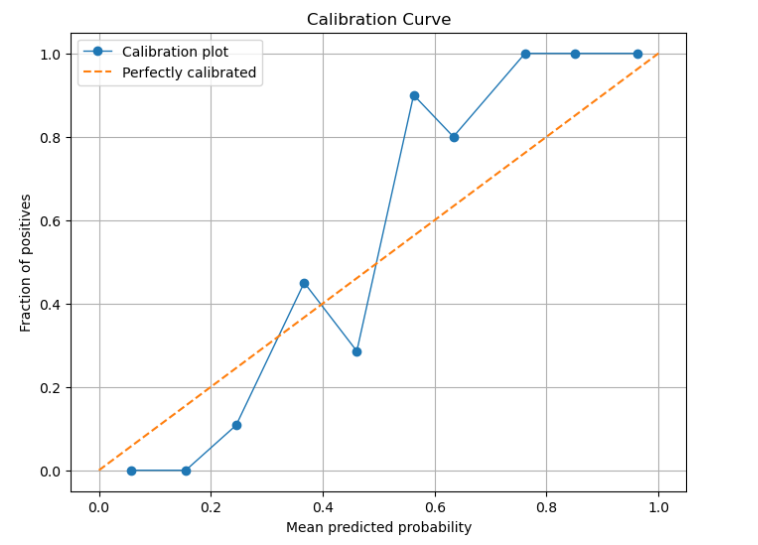 Calibration Curve
Calibration plot
Perfectly calibrated
1.0
0.8
0.6
0.4
0.2
0.0
Fraction of positives
0.0 0.2 0.4 0.6 0.8 1.0
Mean predicted probability